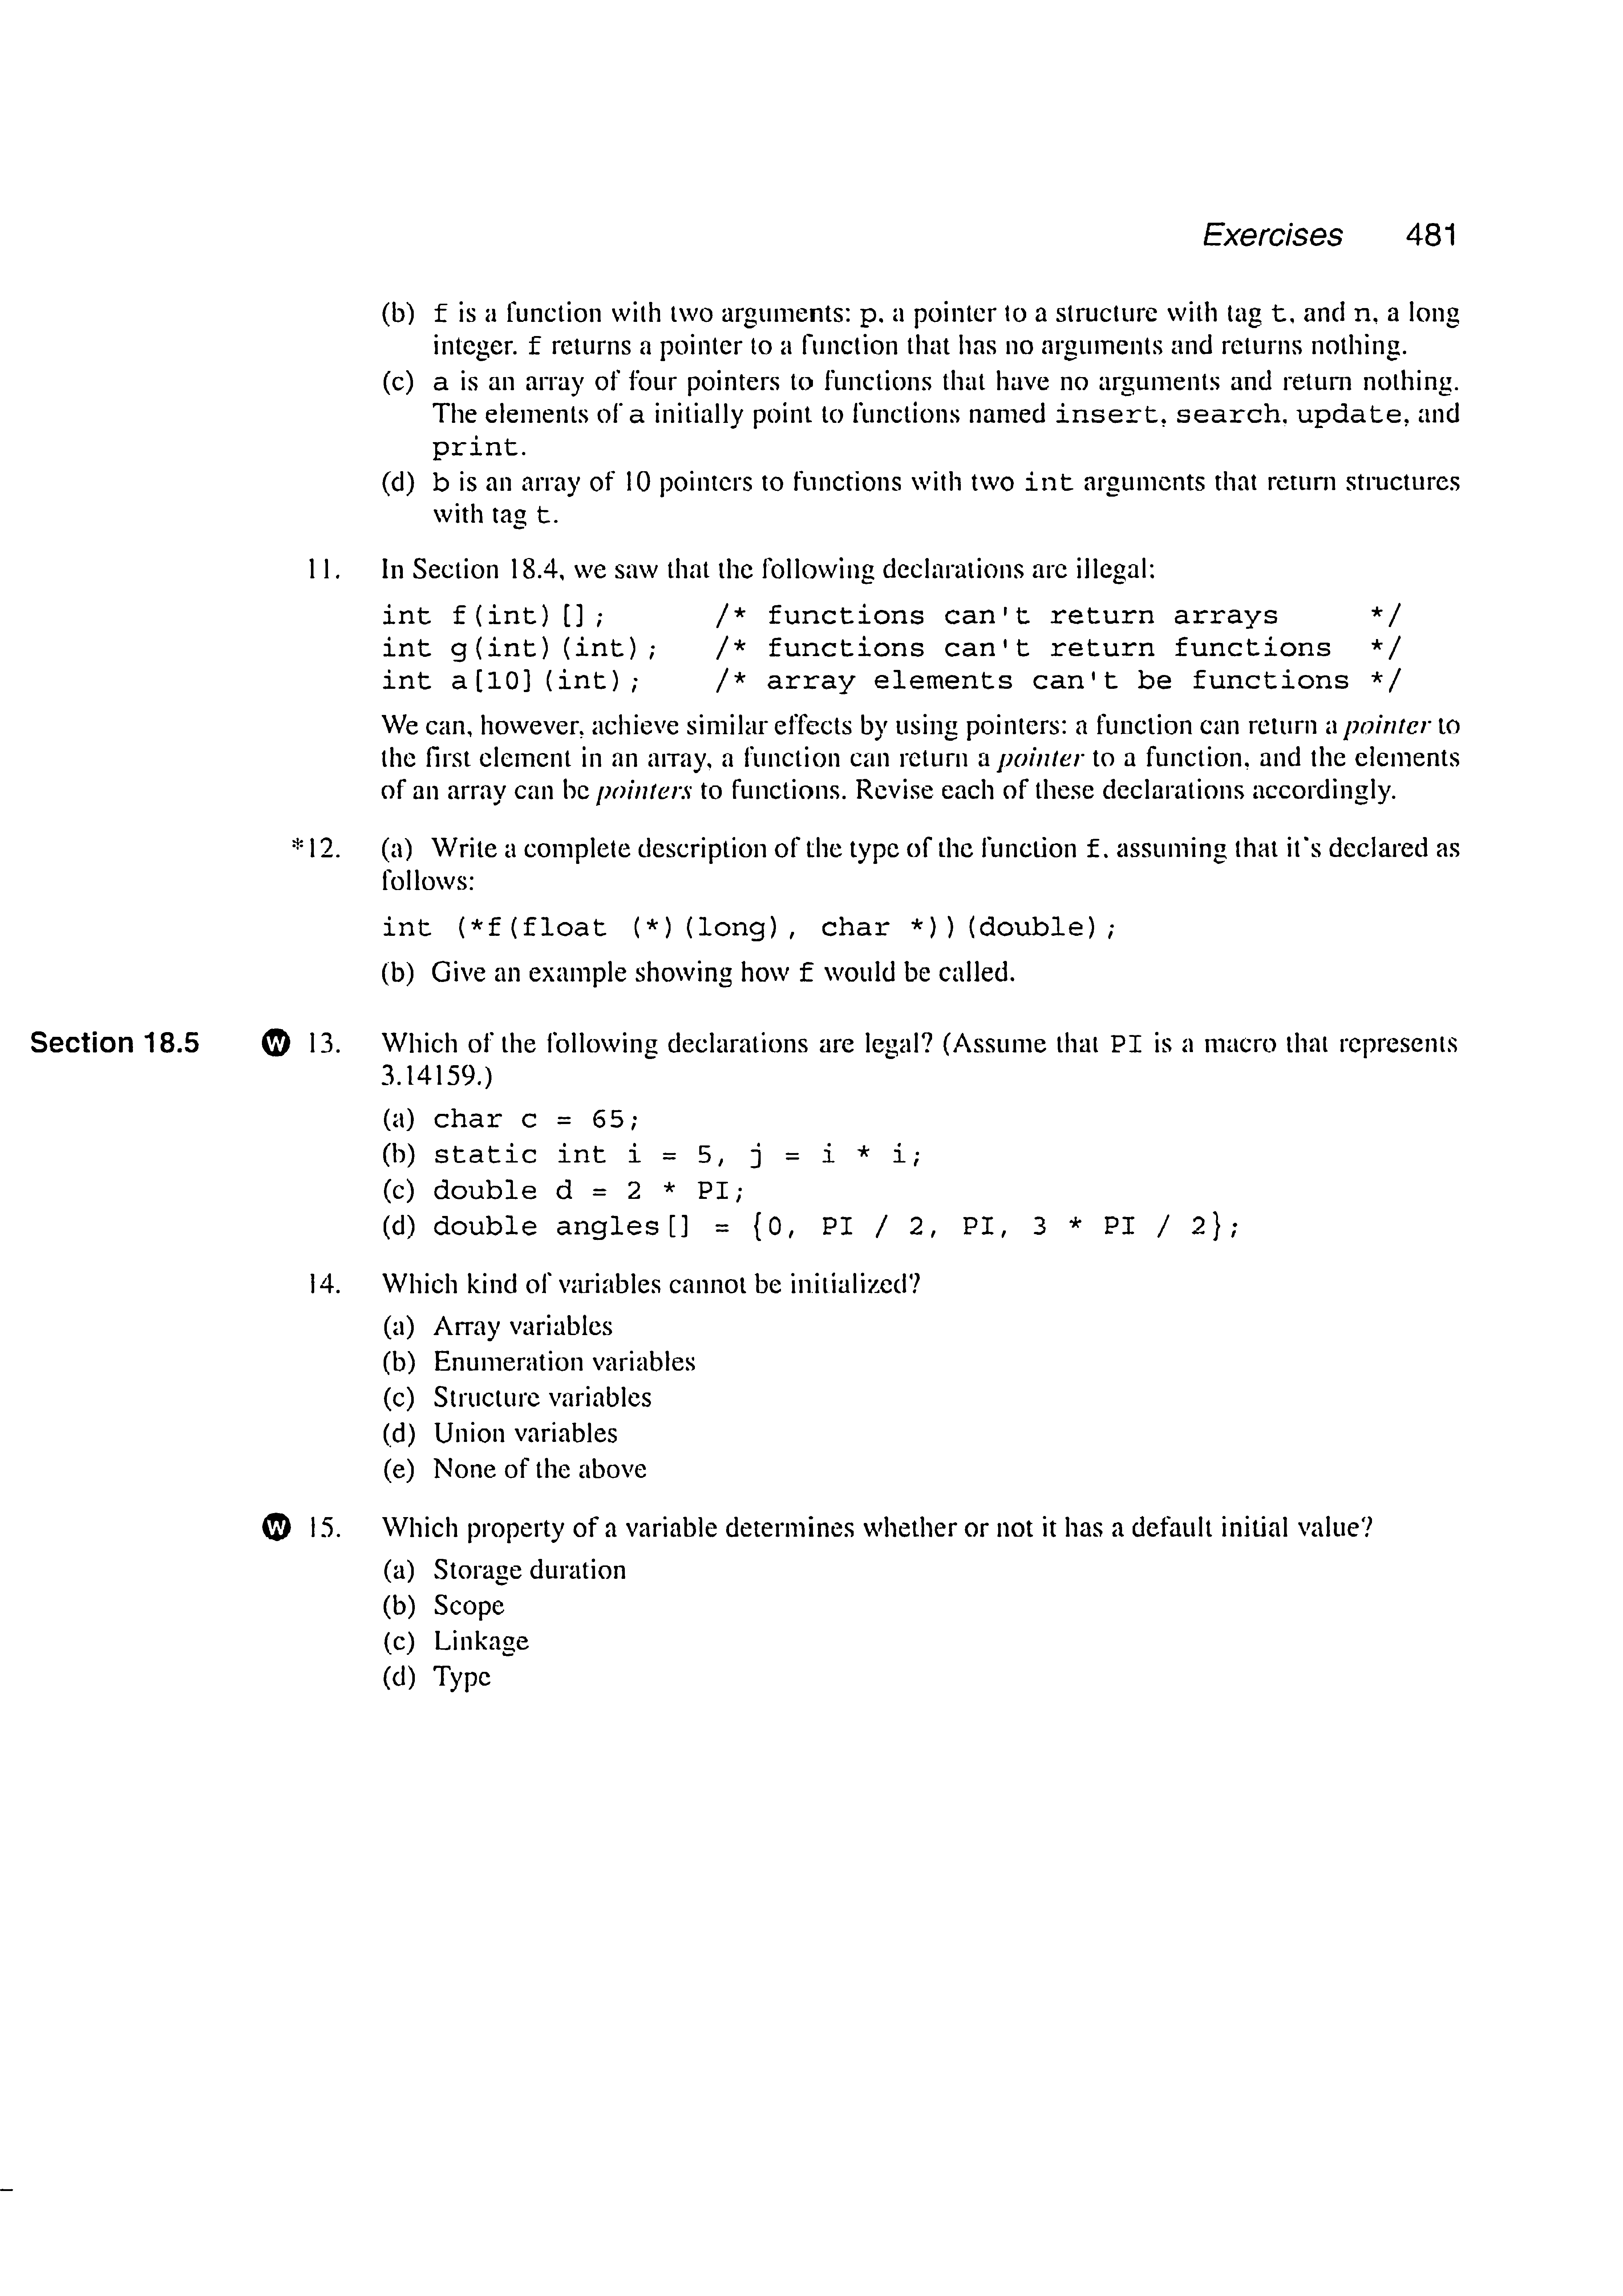 Exercises 481
(b) f is a function with two arguments: p, a pointer to a structure with tag t, and n, a long
integer. f returns a pointer to a function that has no arguments and returns nothing.
(c) a is an array of four pointers to functions that have no arguments and return nothing.
The elements of a initially point to functions named insert, search, update, and
print.
(d) b is an array of 10 pointers to functions with two int arguments that return structures
with tag t.
11. In Section 18.4, we saw that the following declarations are illegal:
int f(int)[]; /* functions can't return arrays */
int g(int)(int); /* functions can't return functions */
int a[10](int); /* array elements can't be functions */
We can, however, achieve similar effects by using pointers: a function can return a pointer to
the first element in an array, a function can return a pointer to a function, and the elements
of an array can be pointers to functions. Revise each of these declarations accordingly.
*12. (a) Write a complete description of the type of the function f, assuming that it's declared as
follows:
int (*f(float (*)(long), char *))(double);
(b) Give an example showing how f would be called.
Section 18.5 W 13. Which of the following declarations are legal? (Assume that PI is a macro that represents
3.14159.)
(a) char c = 65;
(b) static int i = 5, j = i * i;
(c) double d = 2 * PI;
(d) double angles[] = {0, PI / 2, PI, 3 * PI / 2};
14. Which kind of variables cannot be initialized?
(a) Array variables
(b) Enumeration variables
(c) Structure variables
(d) Union variables
(e) None of the above
W 15. Which property of a variable determines whether or not it has a default initial value?
(a) Storage duration
(b) Scope
(c) Linkage
(d) Type